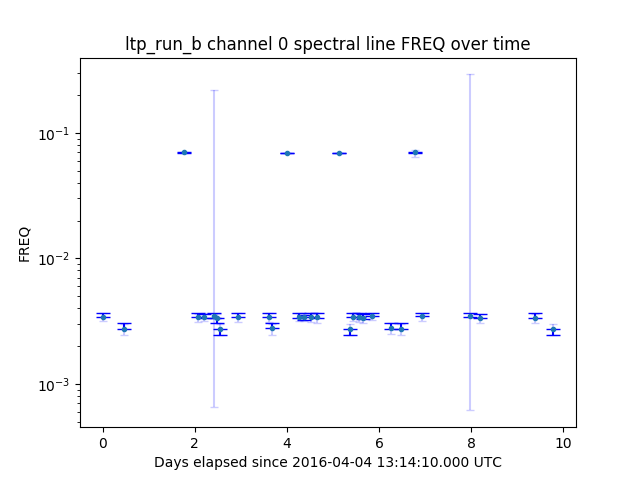 ltp_run_b channel 0 spectral line FREQ over time
10⁻¹
10⁻²
10⁻³
FREQ
0 2 4 6 8 10
Days elapsed since 2016-04-04 13:14:10.000 UTC